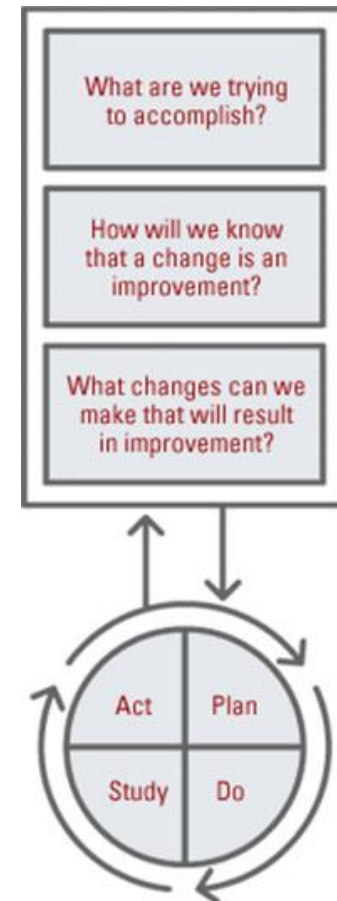 What are we trying
to accomplish?
How will we know
that a change is an
improvement?
What changes can we
make that will result
in improvement?
Act
Plan
Study
Do